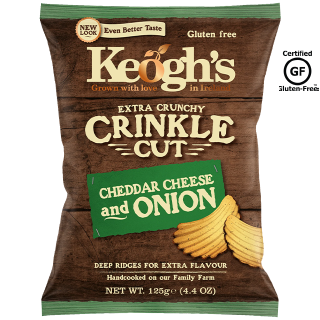 NEW
LOOK
Even Better Taste
Gluten free
Keogh's
Grown with love in Ireland
EXTRA CRUNCHY
CRINKLE
CUT
CHEDDAR CHEESE
and ONION
DEEP RIDGES FOR EXTRA FLAVOUR
Handcooked on our Family Farm
NET WT. 125g℮ (4.4 OZ)
Certified
GF
Gluten-Free